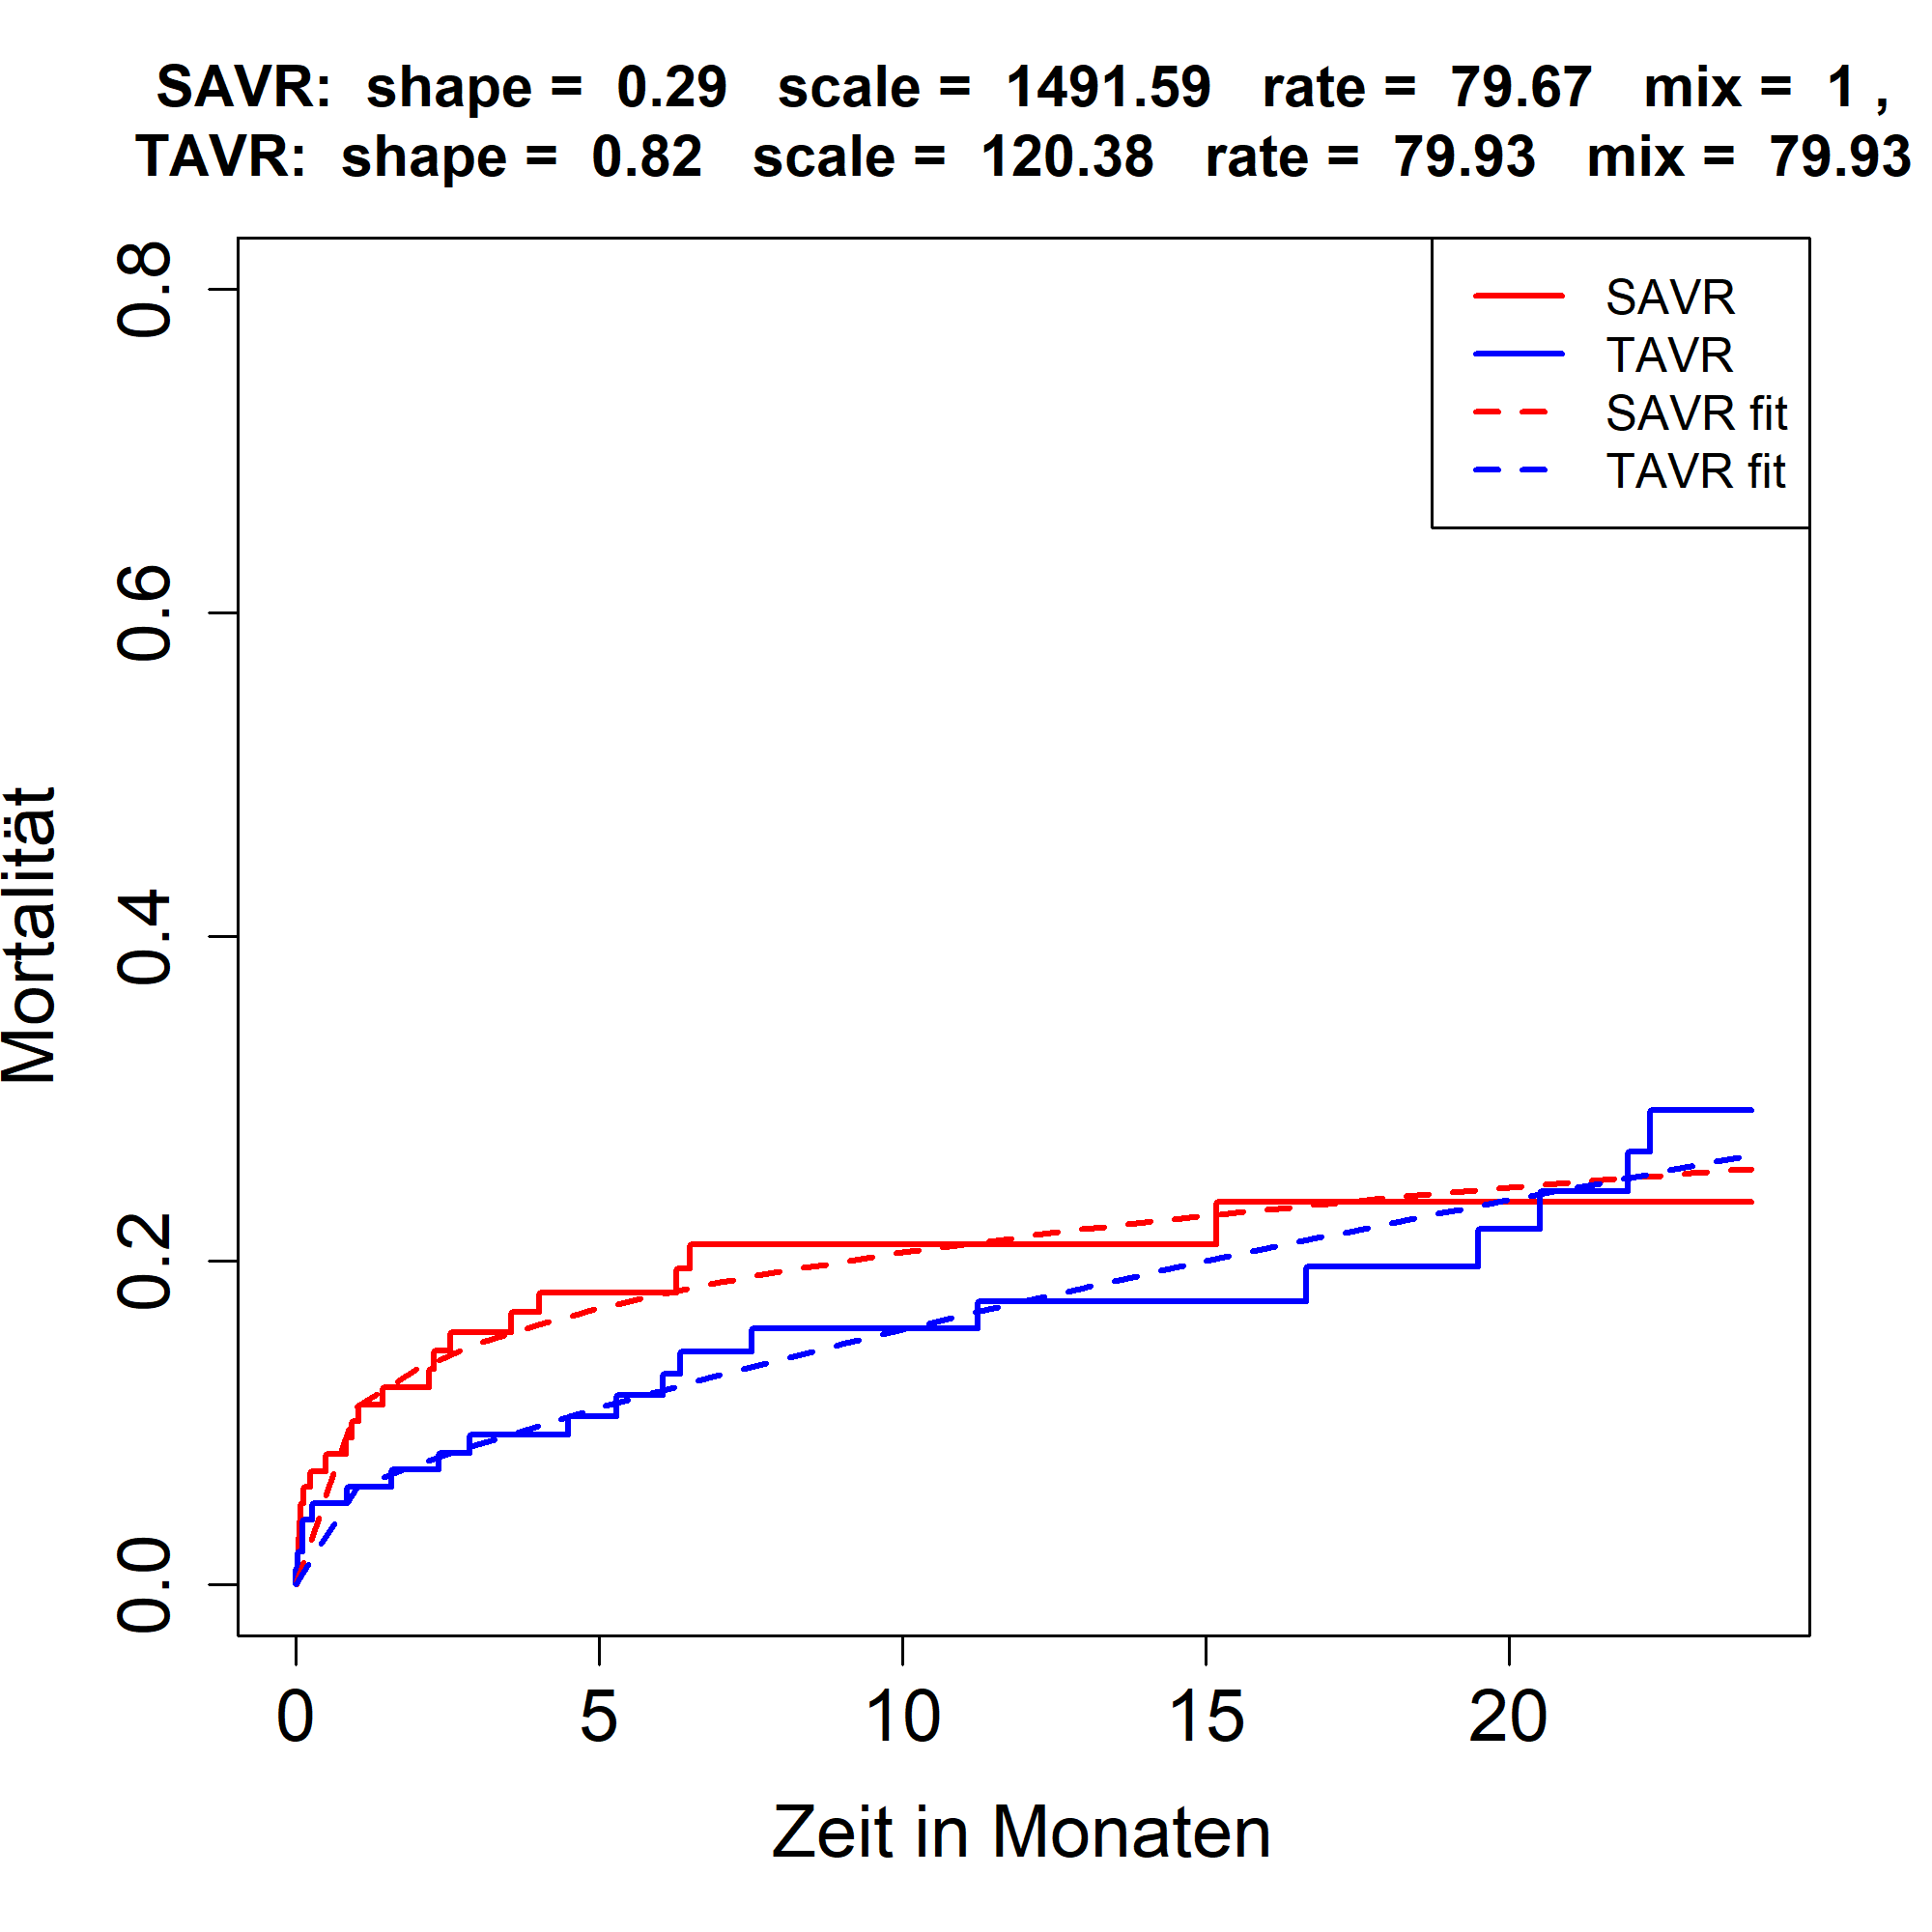 SAVR: shape = 0.29 scale = 1491.59 rate = 79.67 mix = 1 ,
TAVR: shape = 0.82 scale = 120.38 rate = 79.93 mix = 79.93
SAVR
TAVR
SAVR fit
TAVR fit
Mortalität
0.8
0.6
0.4
0.2
0.0
0 5 10 15 20
Zeit in Monaten